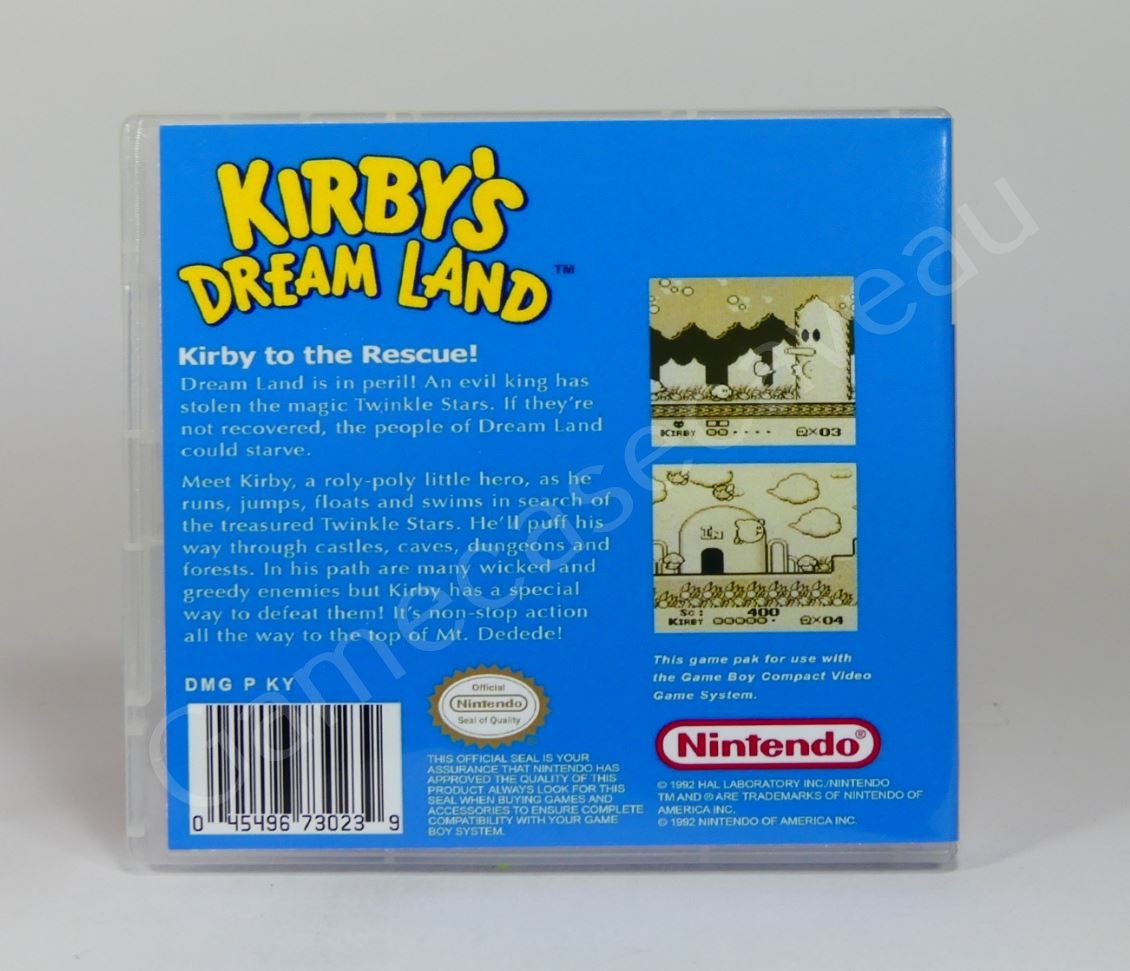 KIRBY'S
DREAM LAND™
Kirby to the Rescue!
Dream Land is in peril! An evil king has
stolen the magic Twinkle Stars. If they're
not recovered, the people of Dream Land
could starve.
Meet Kirby, a roly-poly little hero, as he
runs, jumps, floats and swims in search of
the treasured Twinkle Stars. He'll puff his
way through castles, caves, dungeons and
forests. In his path are many wicked and
greedy enemies but Kirby has a special
way to defeat them! It's non-stop action
all the way to the top of Mt. Dedede!
DMG P KY
0 45496 73023 9
Official
Nintendo
Seal of Quality
THIS OFFICIAL SEAL IS YOUR
ASSURANCE THAT NINTENDO HAS
APPROVED THE QUALITY OF THIS
PRODUCT. ALWAYS LOOK FOR THIS
SEAL WHEN BUYING GAMES AND
ACCESSORIES TO ENSURE COMPLETE
COMPATIBILITY WITH YOUR GAME
BOY SYSTEM.
KIRBY ×03
IN
Sc: 400
KIRBY ×04
This game pak for use with
the Game Boy Compact Video
Game System.
Nintendo®
© 1992 HAL LABORATORY INC./NINTENDO
TM AND ® ARE TRADEMARKS OF NINTENDO OF
AMERICA INC.
© 1992 NINTENDO OF AMERICA INC.